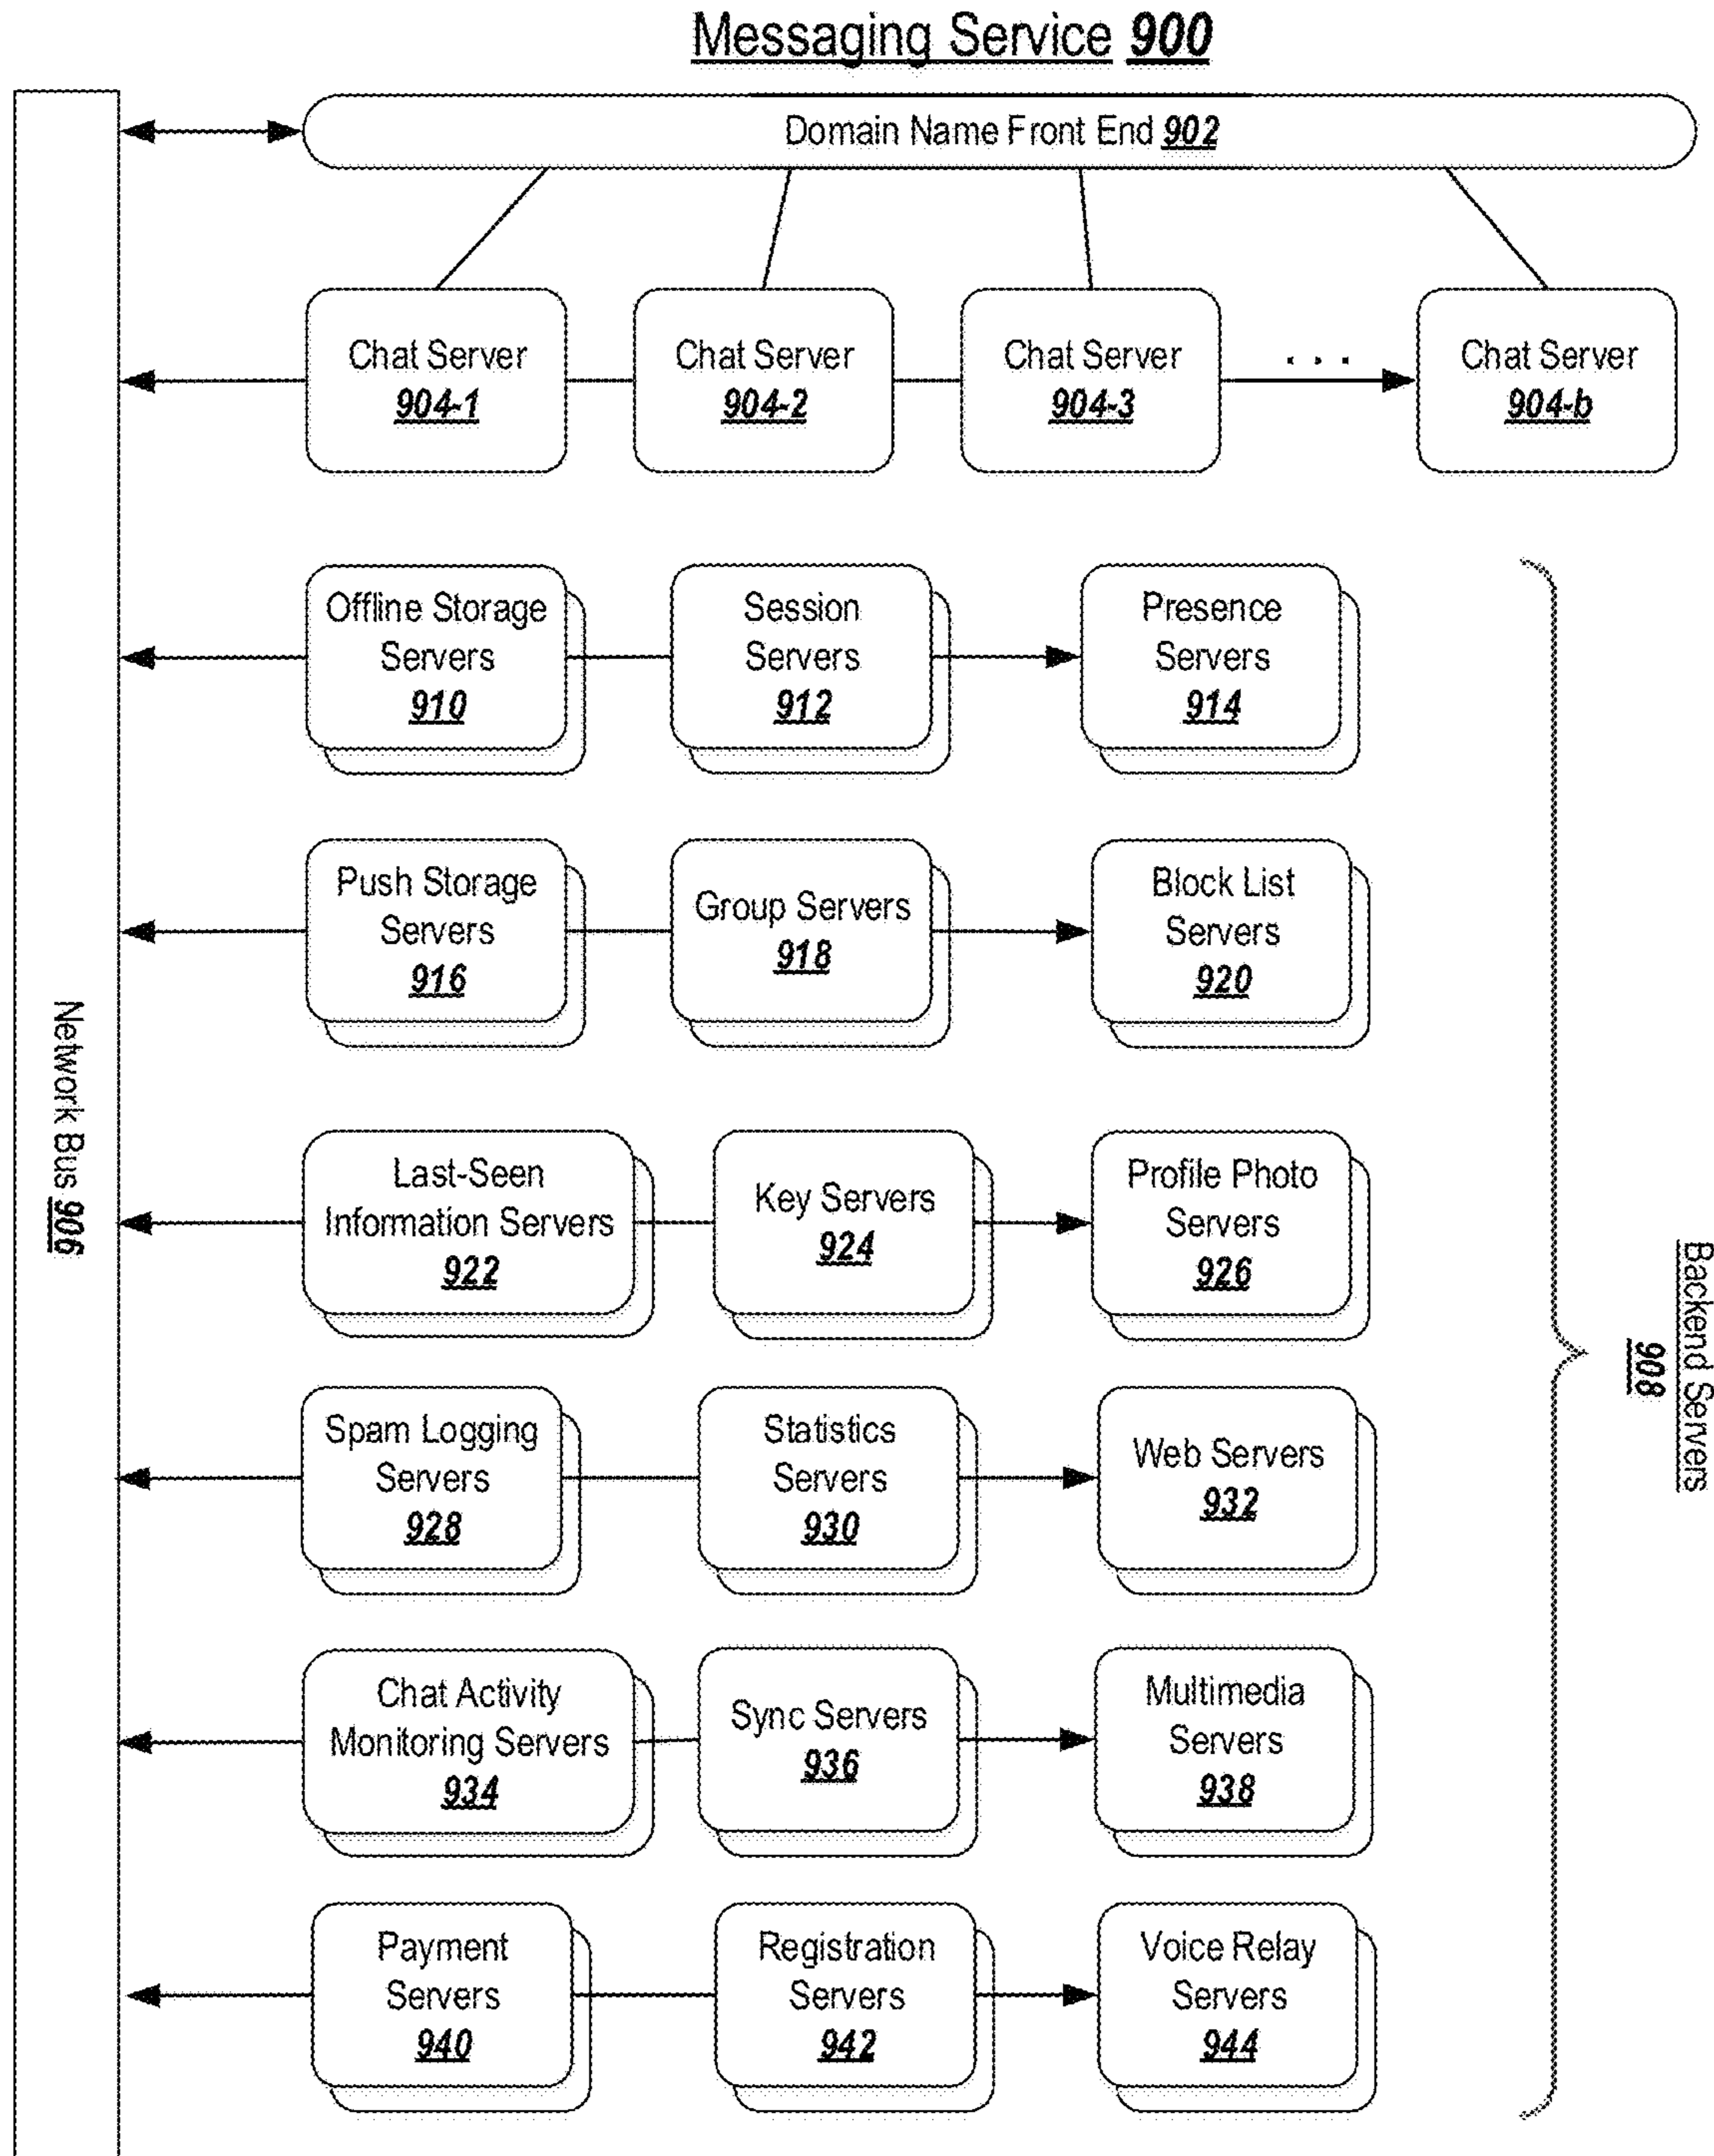 Messaging Service 900
Domain Name Front End 902
Chat Server
904-1
Chat Server
904-2
Chat Server
904-3
. . .
Chat Server
904-b
Offline Storage
Servers
910
Session
Servers
912
Presence
Servers
914
Push Storage
Servers
916
Group Servers
918
Block List
Servers
920
Network Bus 906
Last-Seen
Information Servers
922
Key Servers
924
Profile Photo
Servers
926
Backend Servers
908
Spam Logging
Servers
928
Statistics
Servers
930
Web Servers
932
Chat Activity
Monitoring Servers
934
Sync Servers
936
Multimedia
Servers
938
Payment
Servers
940
Registration
Servers
942
Voice Relay
Servers
944